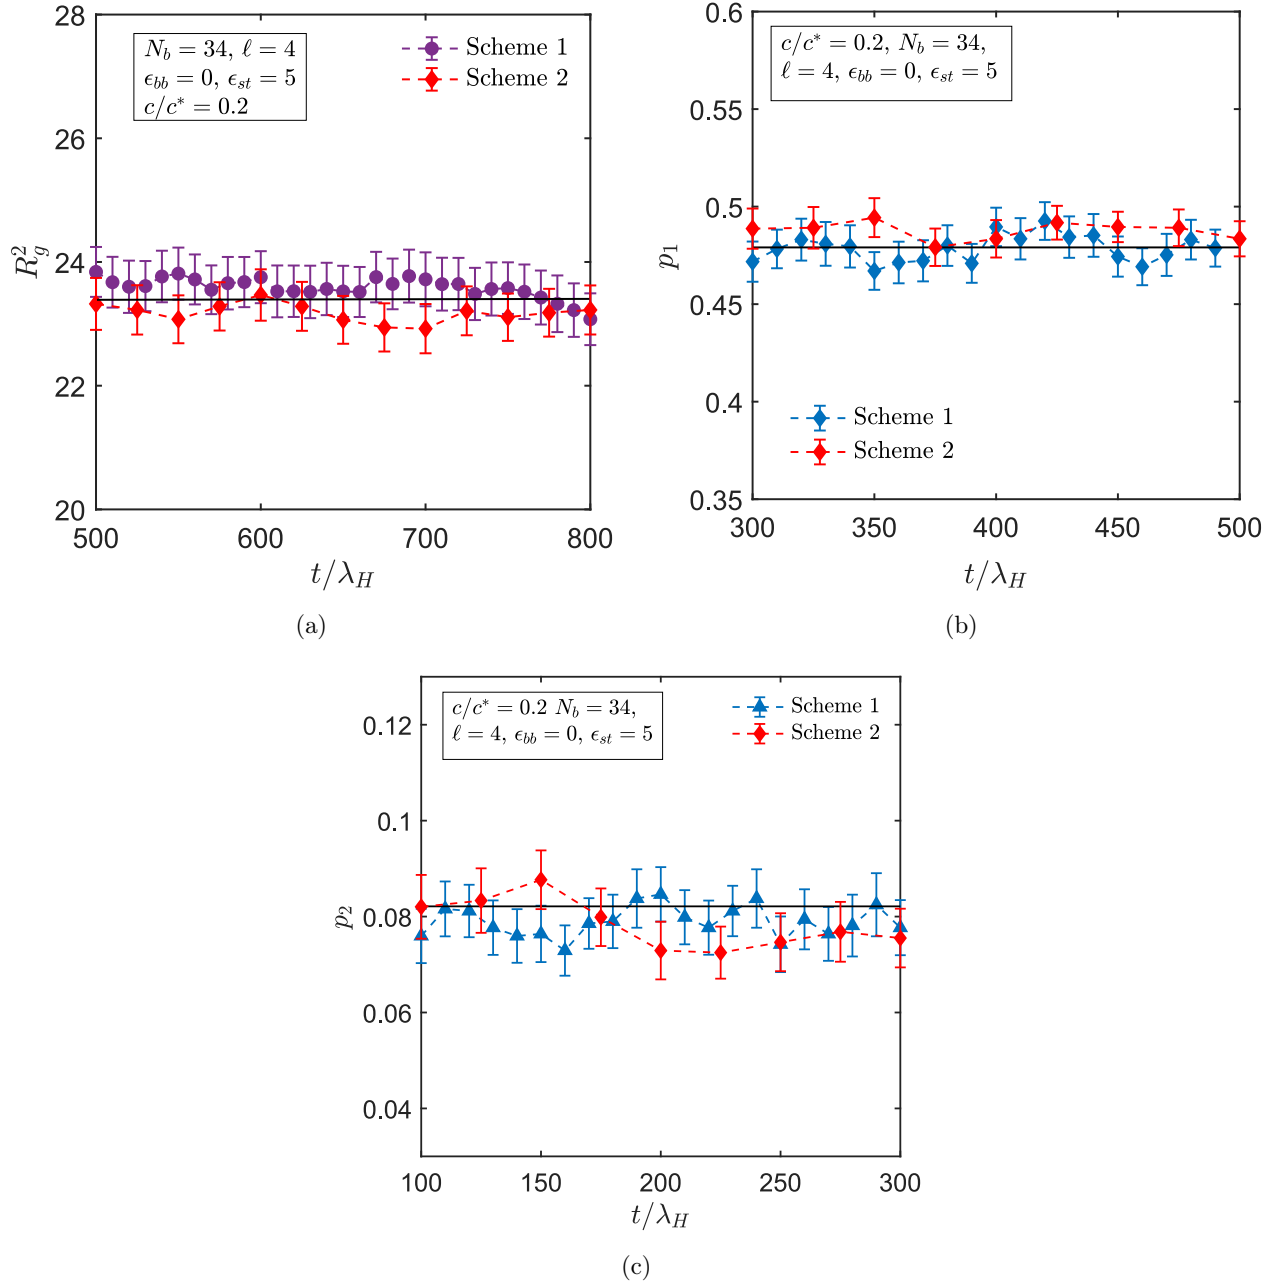 28
26
24
22
20
R_g^2
N_b = 34, ℓ = 4
ϵ_bb = 0, ϵ_st = 5
c/c* = 0.2
Scheme 1
Scheme 2
500 600 700 800
t/λ_H
(a)
0.6
0.55
0.5
0.45
0.4
0.35
p_1
c/c* = 0.2, N_b = 34,
ℓ = 4, ϵ_bb = 0, ϵ_st = 5
Scheme 1
Scheme 2
300 350 400 450 500
t/λ_H
(b)
0.12
0.1
0.08
0.06
0.04
p_2
c/c* = 0.2 N_b = 34,
ℓ = 4, ϵ_bb = 0, ϵ_st = 5
Scheme 1
Scheme 2
100 150 200 250 300
t/λ_H
(c)